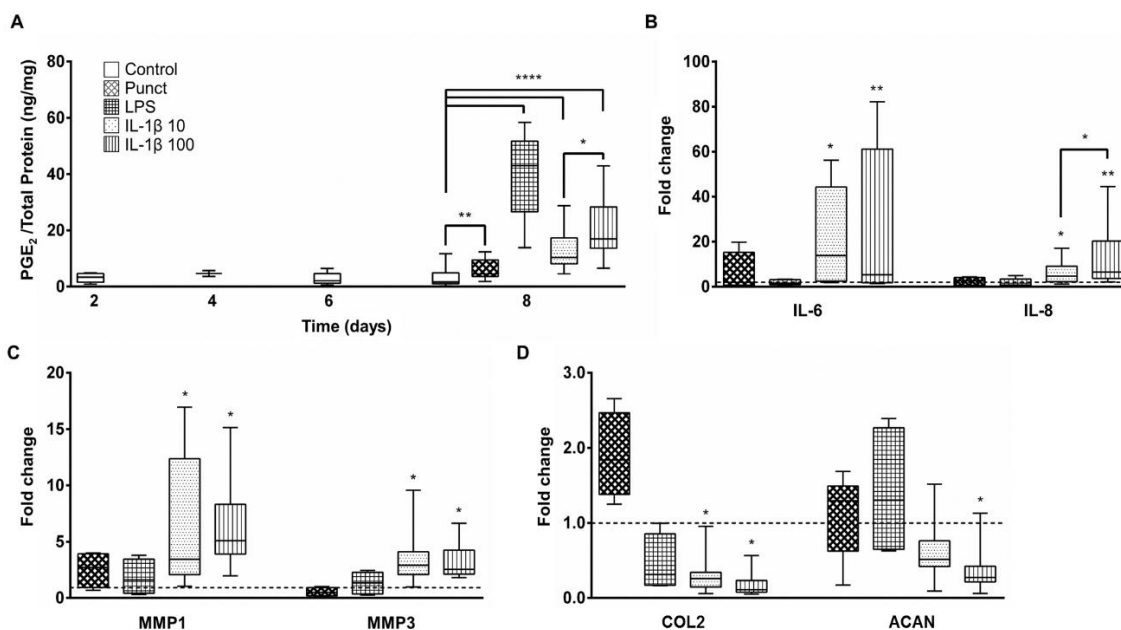 A
PGE₂ /Total Protein (ng/mg)
80
60
40
20
0
Control
Punct
LPS
IL-1β 10
IL-1β 100
****
*
**
2 4 6 8
Time (days)
B
Fold change
100
80
60
40
20
0
*
**
*
*
**
IL-6 IL-8
C
Fold change
20
15
10
5
0
*
*
*
*
MMP1 MMP3
D
Fold change
3.0
2.0
1.0
0.0
*
*
*
COL2 ACAN